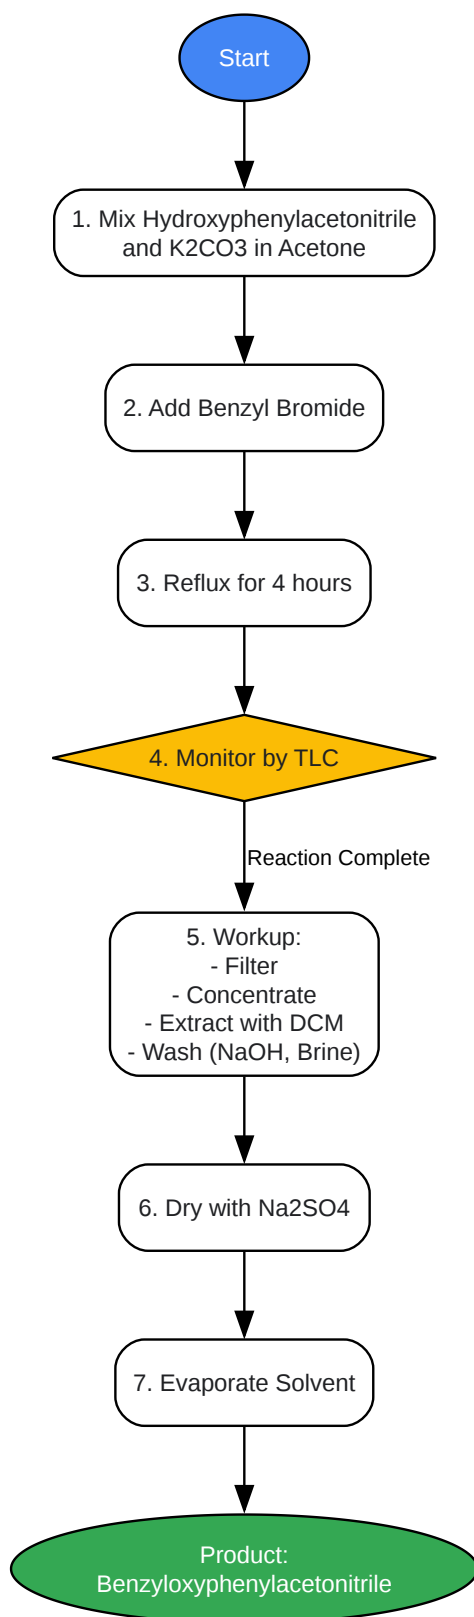 Start
1. Mix Hydroxyphenylacetonitrile
and K2CO3 in Acetone
2. Add Benzyl Bromide
3. Reflux for 4 hours
4. Monitor by TLC
Reaction Complete
5. Workup:
- Filter
- Concentrate
- Extract with DCM
- Wash (NaOH, Brine)
6. Dry with Na2SO4
7. Evaporate Solvent
Product:
Benzyloxyphenylacetonitrile